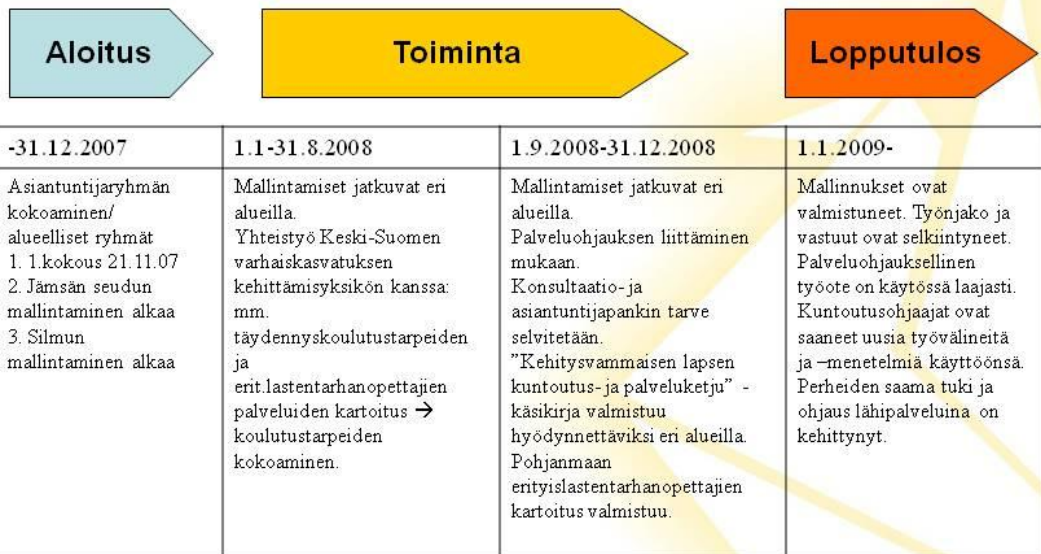 Aloitus
Toiminta
Lopputulos
-31.12.2007
Asiantuntijaryhmän
kokoaminen/
alueelliset ryhmät
1. 1.kokous 21.11.07
2. Jämsän seudun
mallintaminen alkaa
3. Silmun
mallintaminen alkaa
1.1-31.8.2008
Mallintamiset jatkuvat eri
alueilla.
Yhteistyö Keski-Suomen
varhaiskasvatuksen
kehittämisyksikön kanssa:
mm.
täydennyskoulutustarpeiden
ja
erit.lastentarhanopettajien
palveluiden kartoitus →
koulutustarpeiden
kokoaminen.
1.9.2008-31.12.2008
Mallintamiset jatkuvat eri
alueilla.
Palveluohjauksen liittäminen
mukaan.
Konsultaatio- ja
asiantuntijapankin tarve
selvitetään.
”Kehitysvammaisen lapsen
kuntoutus- ja palveluketju” -
käsikirja valmistuu
hyödynnettäviksi eri alueilla.
Pohjanmaan
erityislastentarhanopettajien
kartoitus valmistuu.
1.1.2009-
Mallinnukset ovat
valmistuneet. Työnjako ja
vastuut ovat selkiintyneet.
Palveluohjauksellinen
työote on käytössä laajasti.
Kuntoutusohjaajat ovat
saaneet uusia työvälineitä
ja –menetelmiä käyttöönsä.
Perheiden saama tuki ja
ohjaus lähipalveluina on
kehittynyt.